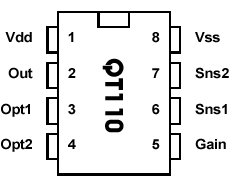 Vdd 1 8 Vss
Out 2 7 Sns2
Opt1 3 6 Sns1
Opt2 4 5 Gain
QT110